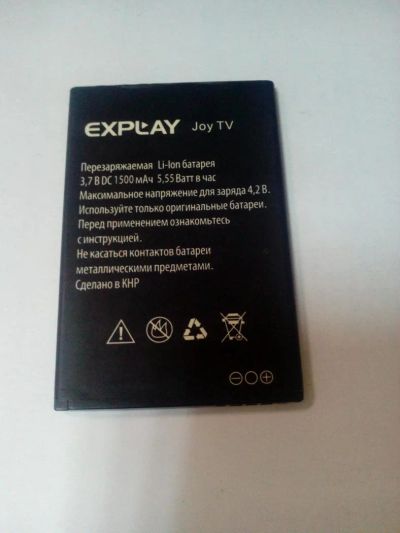 EXPLAY Joy TV
Перезаряжаемая Li-Ion батарея
3,7 В DC 1500 мАч 5,55 Ватт в час
Максимальное напряжение для заряда 4,2 В.
Используйте только оригинальные батареи.
Перед применением ознакомьтесь
с инструкцией.
Не касаться контактов батареи
металлическими предметами.
Сделано в КНР